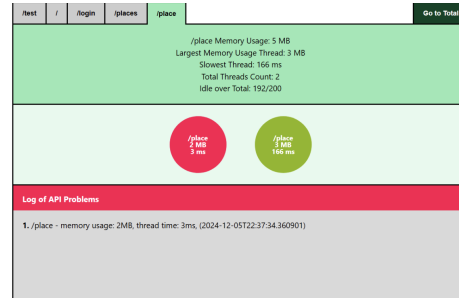 /test
/
/login
/places
/place
Go to Total
/place Memory Usage: 5 MB
Largest Memory Usage Thread: 3 MB
Slowest Thread: 166 ms
Total Threads Count: 2
Idle over Total: 192/200
/place
2 MB
3 ms
/place
3 MB
166 ms
Log of API Problems
1. /place - memory usage: 2MB, thread time: 3ms, (2024-12-05T22:37:34.360901)